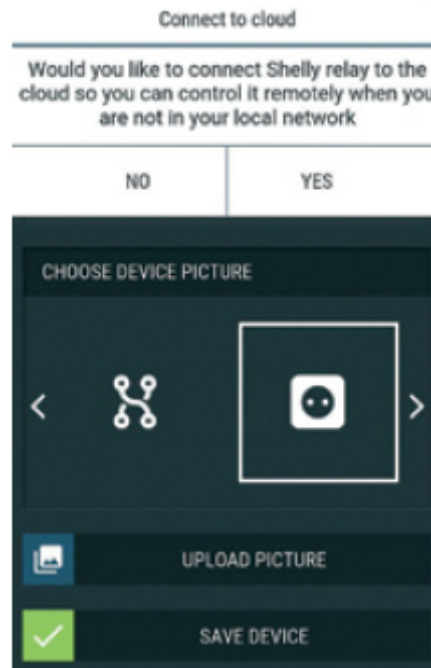 Connect to cloud
Would you like to connect Shelly relay to the
cloud so you can control it remotely when you
are not in your local network
NO
YES
CHOOSE DEVICE PICTURE
UPLOAD PICTURE
SAVE DEVICE